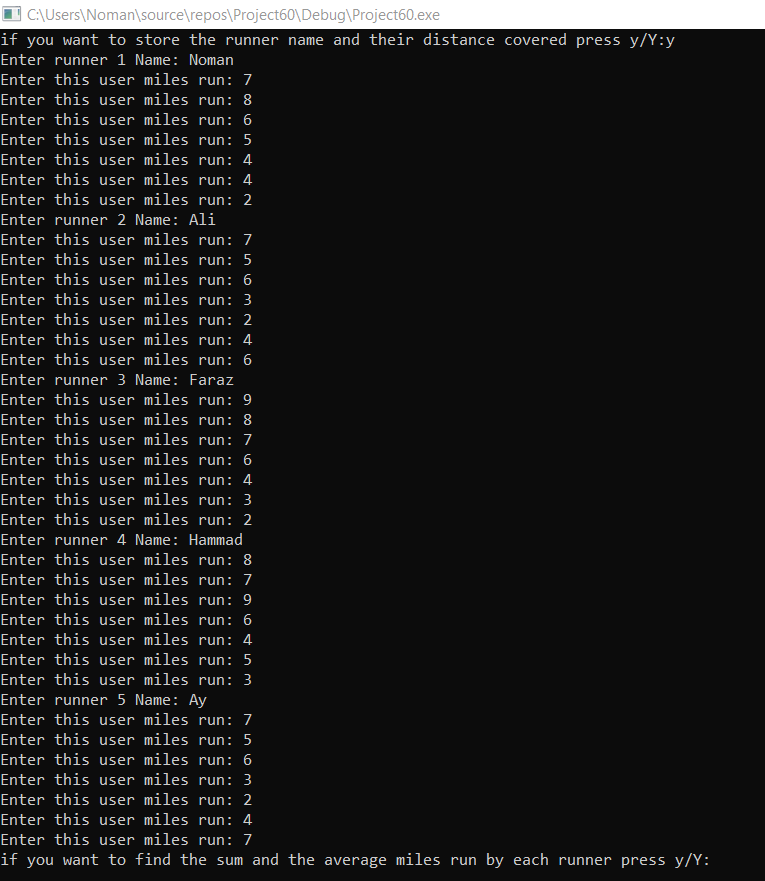 C:\Users\Noman\source\repos\Project60\Debug\Project60.exe
if you want to store the runner name and their distance covered press y/Y:y
Enter runner 1 Name: Noman
Enter this user miles run: 7
Enter this user miles run: 8
Enter this user miles run: 6
Enter this user miles run: 5
Enter this user miles run: 4
Enter this user miles run: 4
Enter this user miles run: 2
Enter runner 2 Name: Ali
Enter this user miles run: 7
Enter this user miles run: 5
Enter this user miles run: 6
Enter this user miles run: 3
Enter this user miles run: 2
Enter this user miles run: 4
Enter this user miles run: 6
Enter runner 3 Name: Faraz
Enter this user miles run: 9
Enter this user miles run: 8
Enter this user miles run: 7
Enter this user miles run: 6
Enter this user miles run: 4
Enter this user miles run: 3
Enter this user miles run: 2
Enter runner 4 Name: Hammad
Enter this user miles run: 8
Enter this user miles run: 7
Enter this user miles run: 9
Enter this user miles run: 6
Enter this user miles run: 4
Enter this user miles run: 5
Enter this user miles run: 3
Enter runner 5 Name: Ay
Enter this user miles run: 7
Enter this user miles run: 5
Enter this user miles run: 6
Enter this user miles run: 3
Enter this user miles run: 2
Enter this user miles run: 4
Enter this user miles run: 7
if you want to find the sum and the average miles run by each runner press y/Y: